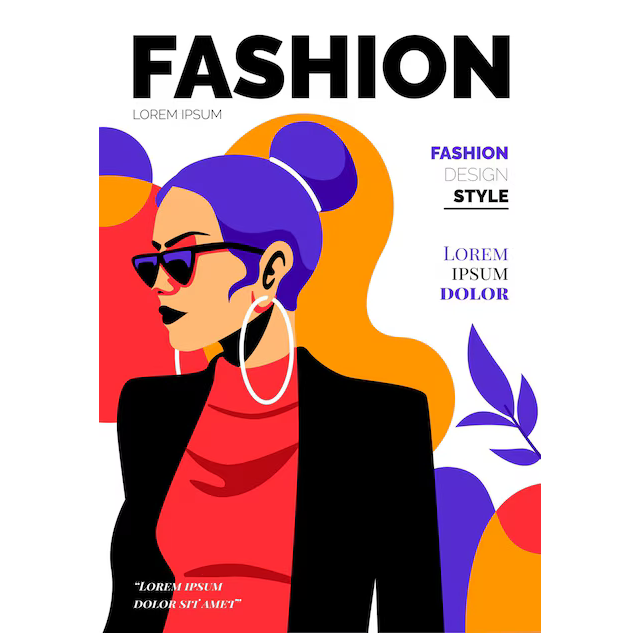 FASHION
LOREM IPSUM
FASHION
DESIGN
STYLE
LOREM
IPSUM
DOLOR
“LOREM IPSUM
DOLOR SIT AMET”